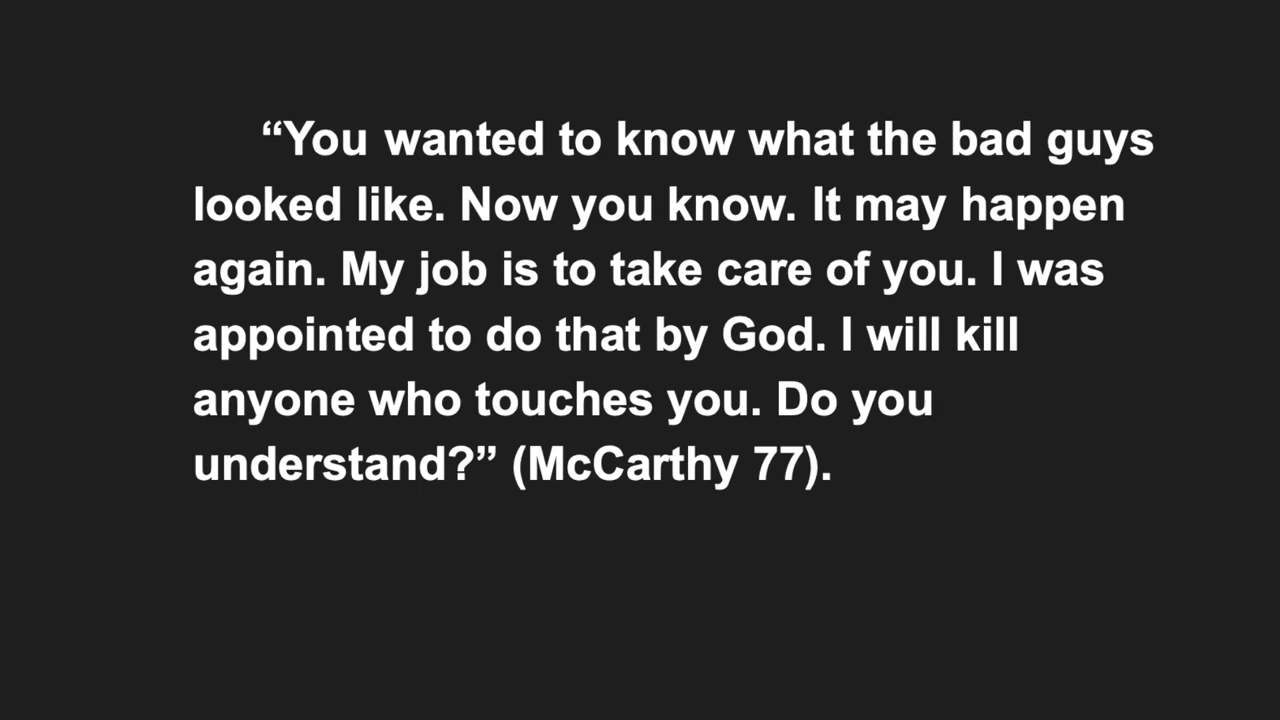 “You wanted to know what the bad guys
looked like. Now you know. It may happen
again. My job is to take care of you. I was
appointed to do that by God. I will kill
anyone who touches you. Do you
understand?” (McCarthy 77).